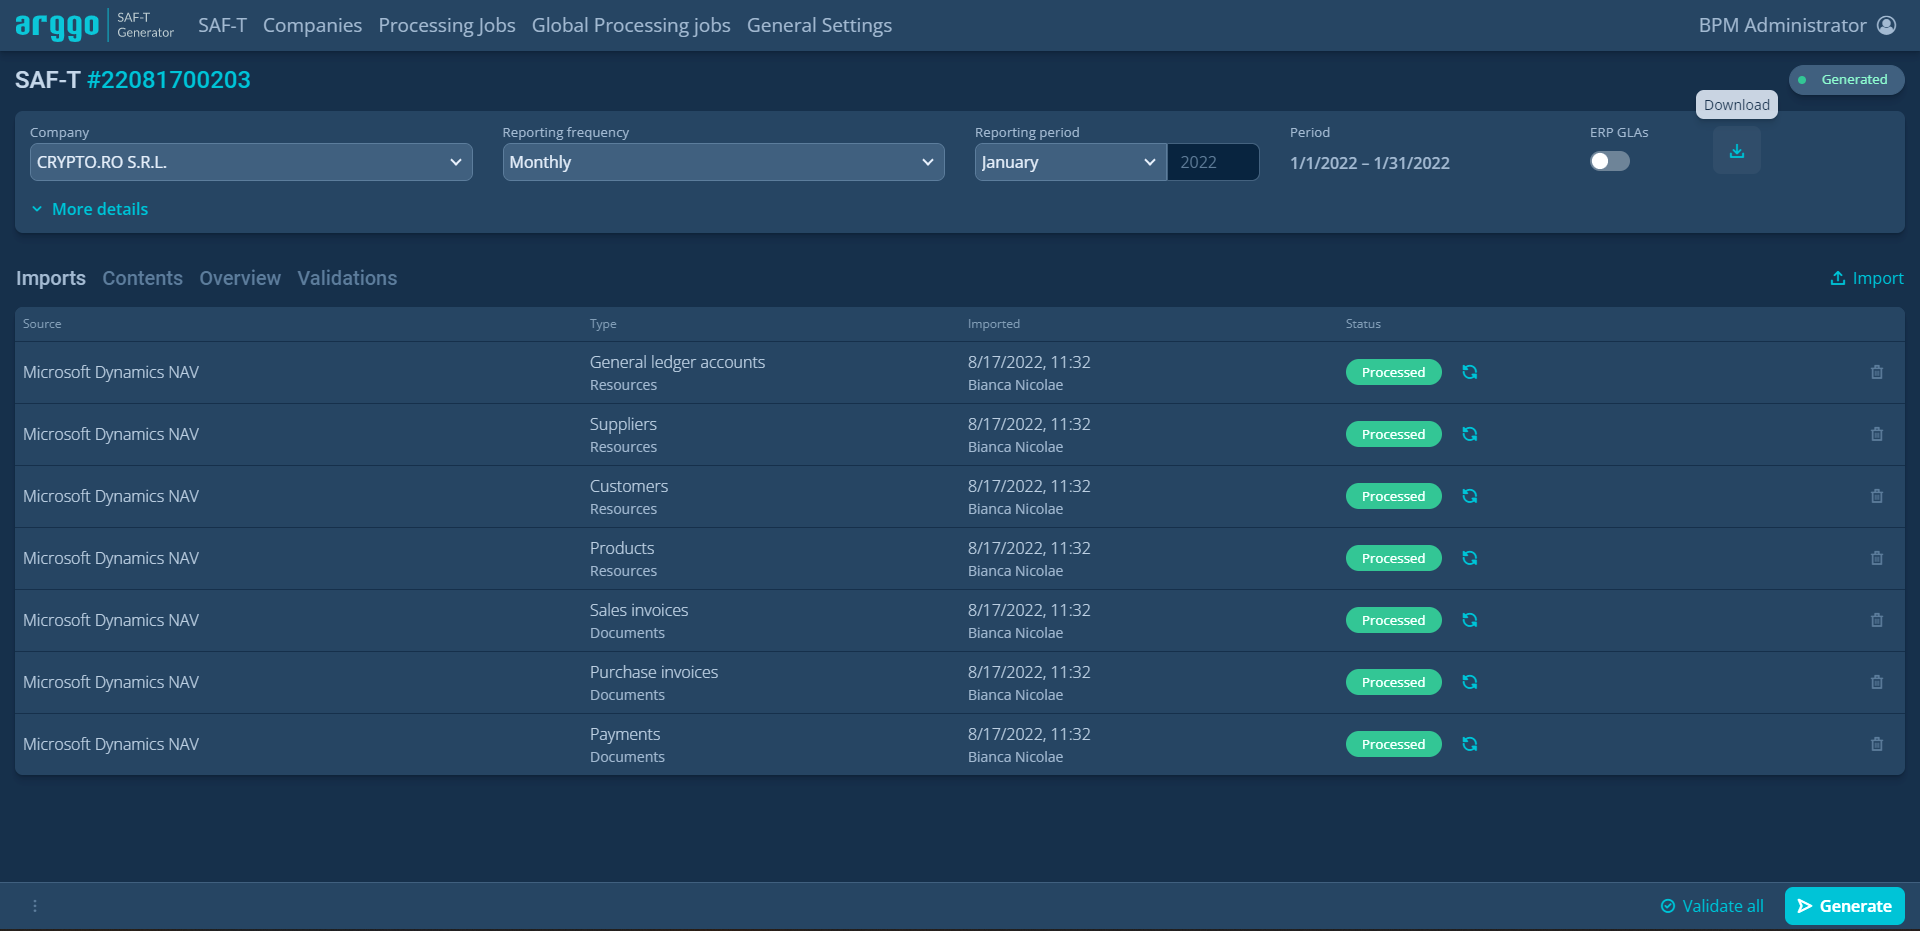 arggo
SAF-T
Generator
SAF-T Companies Processing Jobs Global Processing jobs General Settings
BPM Administrator
SAF-T #22081700203
Generated
Download
Company
Reporting frequency
Reporting period
Period
ERP GLAs
CRYPTO.RO S.R.L.
Monthly
January
2022
1/1/2022 – 1/31/2022
More details
Imports Contents Overview Validations
Import
Source Type Imported Status
Microsoft Dynamics NAV
General ledger accounts
Resources
8/17/2022, 11:32
Bianca Nicolae
Processed
Microsoft Dynamics NAV
Suppliers
Resources
8/17/2022, 11:32
Bianca Nicolae
Processed
Microsoft Dynamics NAV
Customers
Resources
8/17/2022, 11:32
Bianca Nicolae
Processed
Microsoft Dynamics NAV
Products
Resources
8/17/2022, 11:32
Bianca Nicolae
Processed
Microsoft Dynamics NAV
Sales invoices
Documents
8/17/2022, 11:32
Bianca Nicolae
Processed
Microsoft Dynamics NAV
Purchase invoices
Documents
8/17/2022, 11:32
Bianca Nicolae
Processed
Microsoft Dynamics NAV
Payments
Documents
8/17/2022, 11:32
Bianca Nicolae
Processed
Validate all
Generate